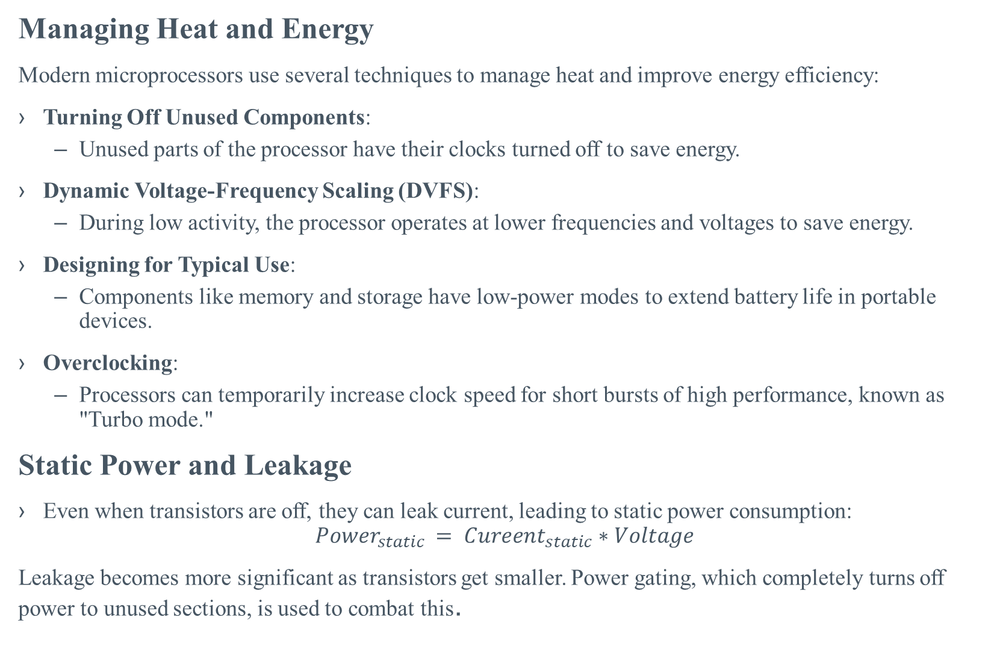 Managing Heat and Energy
Modern microprocessors use several techniques to manage heat and improve energy efficiency:
› Turning Off Unused Components:
– Unused parts of the processor have their clocks turned off to save energy.
› Dynamic Voltage-Frequency Scaling (DVFS):
– During low activity, the processor operates at lower frequencies and voltages to save energy.
› Designing for Typical Use:
– Components like memory and storage have low-power modes to extend battery life in portable
devices.
› Overclocking:
– Processors can temporarily increase clock speed for short bursts of high performance, known as
"Turbo mode."
Static Power and Leakage
› Even when transistors are off, they can leak current, leading to static power consumption:
Power_static = Cureent_static * Voltage
Leakage becomes more significant as transistors get smaller. Power gating, which completely turns off
power to unused sections, is used to combat this.